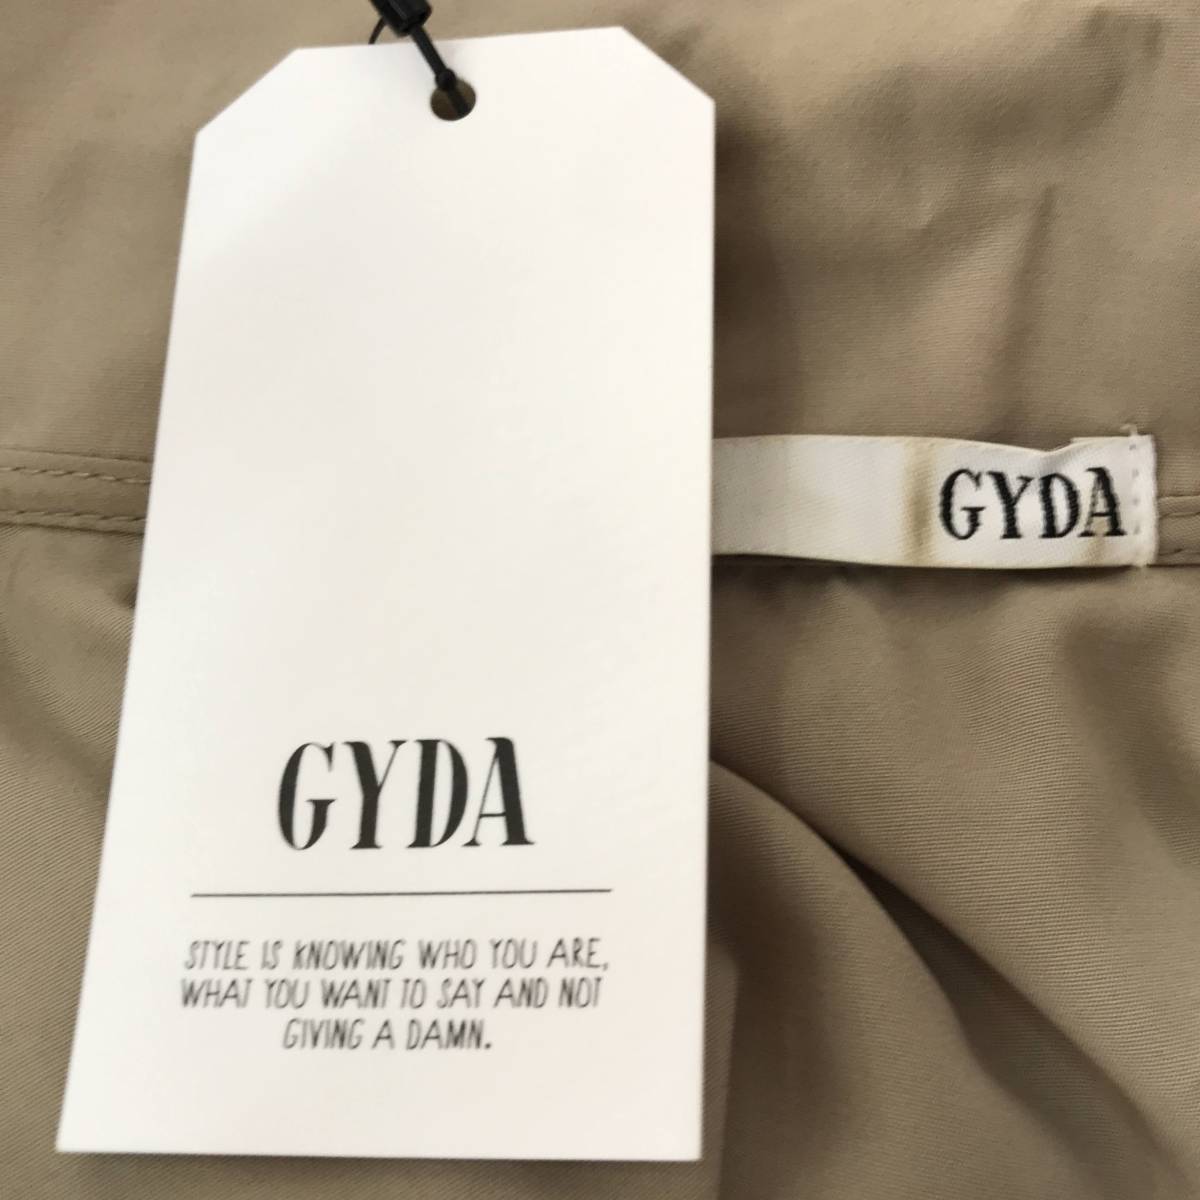 GYDA
GYDA
STYLE IS KNOWING WHO YOU ARE,
WHAT YOU WANT TO SAY AND NOT
GIVING A DAMN.